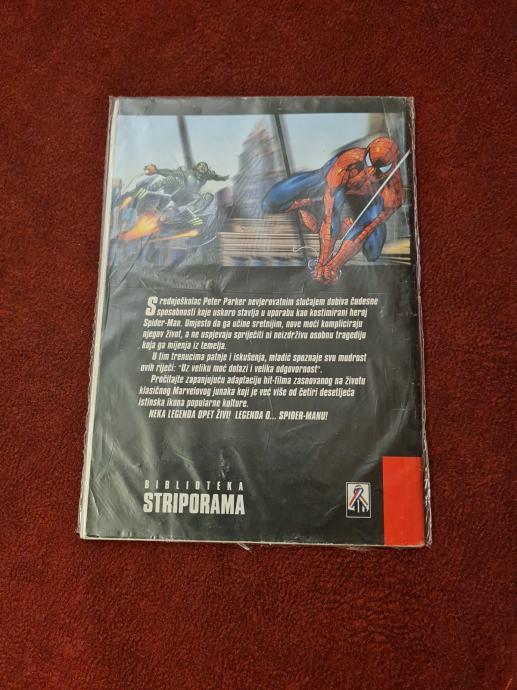 Srednjoškolac Peter Parker nevjerovatnim slučajem dobiva čudesne
sposobnosti koje uskoro stavlja u uporabu kao kostimirani heroj
Spider-Man. Umjesto da ga učine sretnijim, nove moći kompliciraju
njegov život, a ne uspjevaju spriječiti ni neizdrživu osobnu tragediju
koja ga mijenja iz temelja.
U tim trenucima patnje i iskušenja, mladić spoznaje svu mudrost
ovih riječi: "Uz veliku moć dolazi i velika odgovornost".
Pročitajte zapanjujuću adaptaciju hit-filma zasnovanog na životu
klasičnog Marvelovog junaka koji je već više od četiri desetljeća
istinska ikona popularne kulture.
NEKA LEGENDA OPET ŽIVI! LEGENDA O... SPIDER-MANU!
BIBLIOTEKA
STRIPORAMA